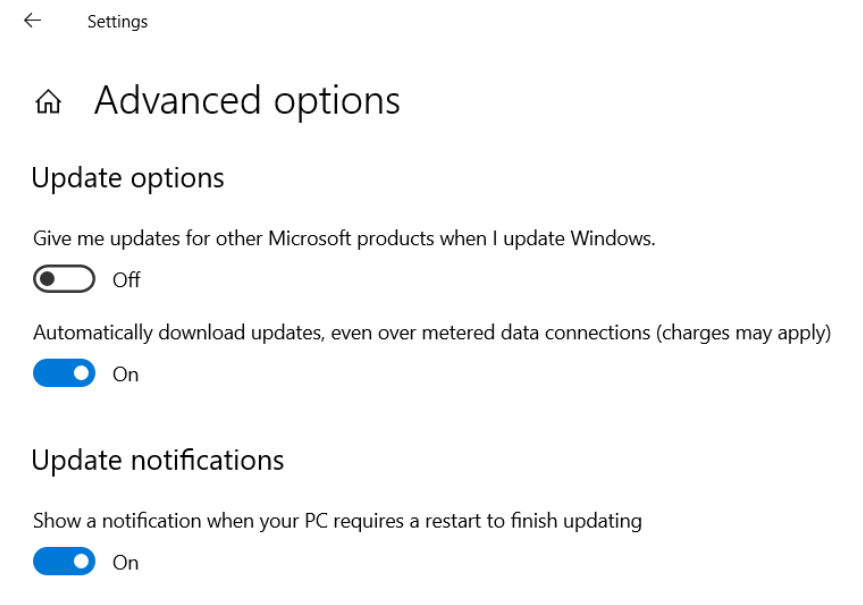 Settings
Advanced options
Update options
Give me updates for other Microsoft products when I update Windows.
Off
Automatically download updates, even over metered data connections (charges may apply)
On
Update notifications
Show a notification when your PC requires a restart to finish updating
On